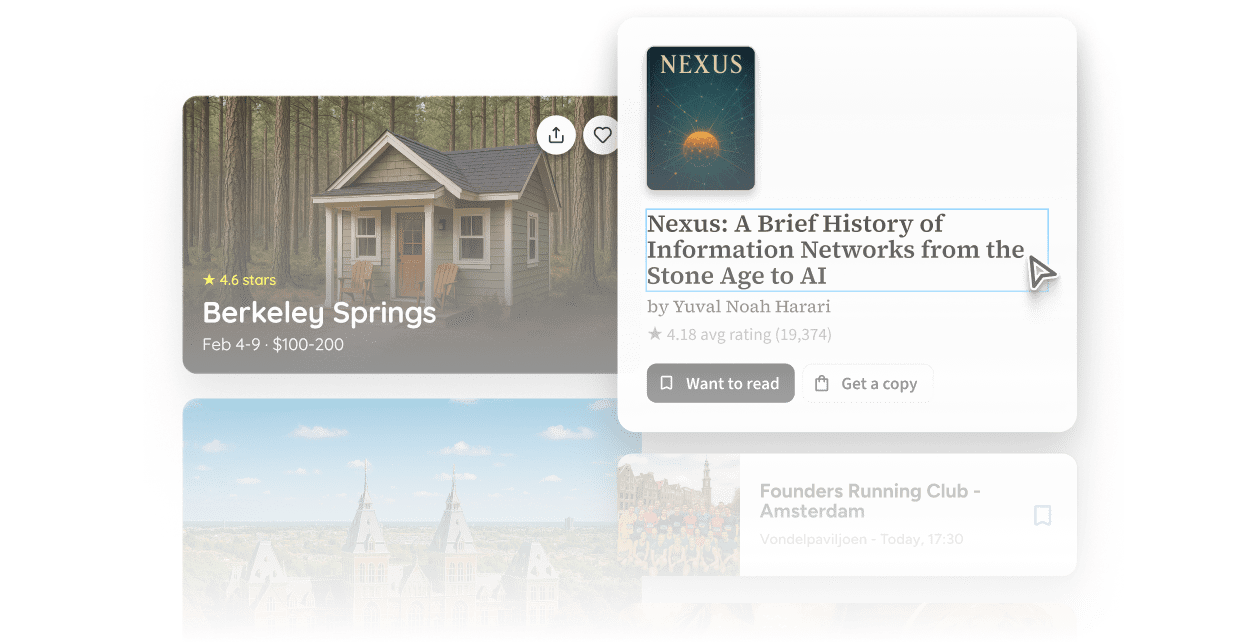 ★ 4.6 stars
Berkeley Springs
Feb 4-9 · $100-200
NEXUS
Nexus: A Brief History of
Information Networks from the
Stone Age to AI
by Yuval Noah Harari
★ 4.18 avg rating (19,374)
Want to read
Get a copy
Founders Running Club -
Amsterdam
Vondelpaviljoen - Today, 17:30